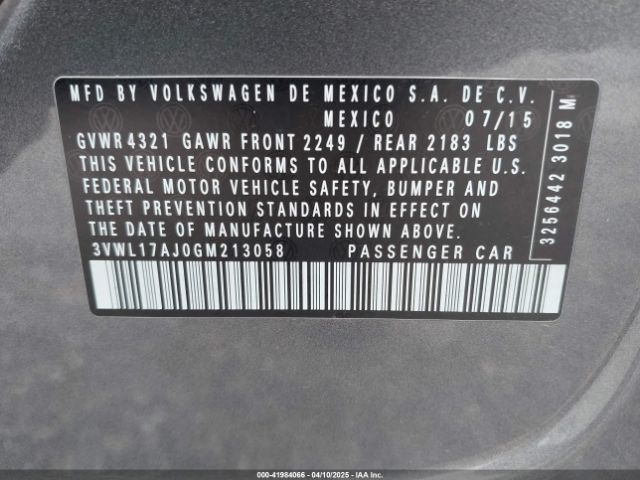 MFD BY VOLKSWAGEN DE MEXICO S.A. DE C.V.
MEXICO 07/15
GVWR 4321 GAWR FRONT 2249 / REAR 2183 LBS
THIS VEHICLE CONFORMS TO ALL APPLICABLE U.S.
FEDERAL MOTOR VEHICLE SAFETY, BUMPER AND
THEFT PREVENTION STANDARDS IN EFFECT ON
THE DATE OF MANUFACTURE SHOWN ABOVE.
3VWL17AJ0GM213058 PASSENGER CAR
3256442 3018 M
000-41984066 | 04/10/2025 - Copyright © IAA, LLC.